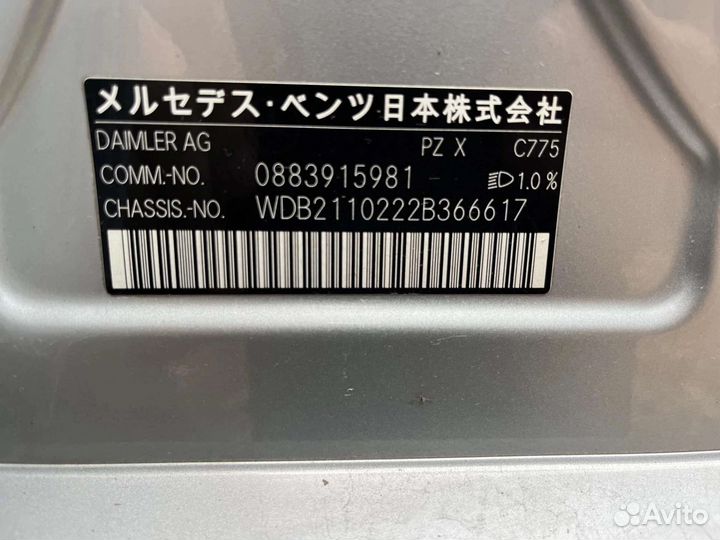 メルセデス・ベンツ日本株式会社
DAIMLER AG PZ X C775
COMM.-NO. 0883915981 1.0 %
CHASSIS.-NO. WDB2110222B366617
Avito